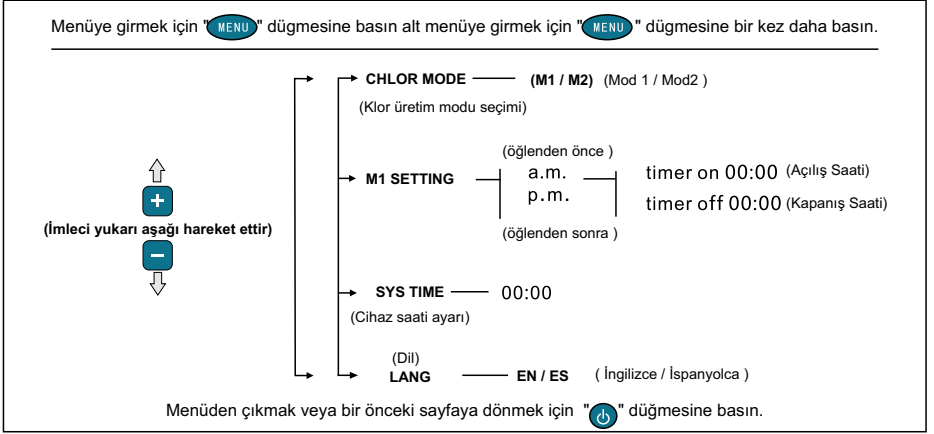 Menüye girmek için "MENU" düğmesine basın alt menüye girmek için "MENU" düğmesine bir kez daha basın.
CHLOR MODE (M1 / M2) (Mod 1 / Mod2 )
(Klor üretim modu seçimi)
(öğlenden önce )
M1 SETTING a.m. timer on 00:00 (Açılış Saati)
p.m. timer off 00:00 (Kapanış Saati)
(öğlenden sonra )
+
(İmleci yukarı aşağı hareket ettir)
−
SYS TIME 00:00
(Cihaz saati ayarı)
(Dil)
LANG EN / ES ( İngilizce / İspanyolca )
Menüden çıkmak veya bir önceki sayfaya dönmek için "⏻" düğmesine basın.